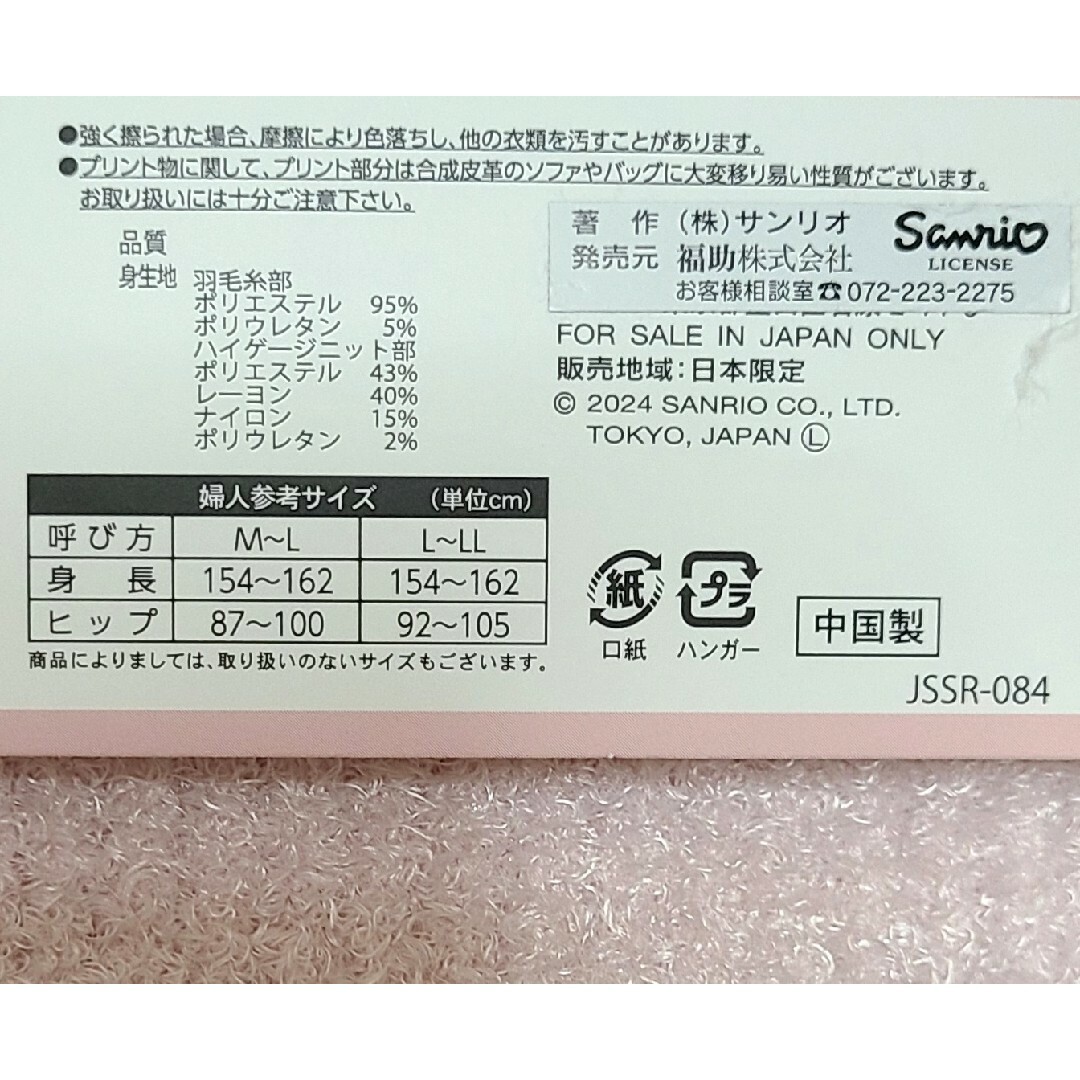 ●強く擦られた場合、摩擦により色落ちし、他の衣類を汚すことがあります。
●プリント物に関して、プリント部分は合成皮革のソファやバッグに大変移り易い性質がございます。
お取り扱いには十分ご注意下さい。
品質
身生地 羽毛糸部
ポリエステル 95%
ポリウレタン 5%
ハイゲージニット部
ポリエステル 43%
レーヨン 40%
ナイロン 15%
ポリウレタン 2%
著 作 (株)サンリオ
発売元 福助株式会社
お客様相談室☎072-223-2275
Sanrio
LICENSE
FOR SALE IN JAPAN ONLY
販売地域:日本限定
© 2024 SANRIO CO., LTD.
TOKYO, JAPAN Ⓛ
婦人参考サイズ (単位cm)
呼び方 M~L L~LL
身 長 154~162 154~162
ヒップ 87~100 92~105
商品によりましては、取り扱いのないサイズもございます。
紙 プラ
口紙 ハンガー
中国製
JSSR-084